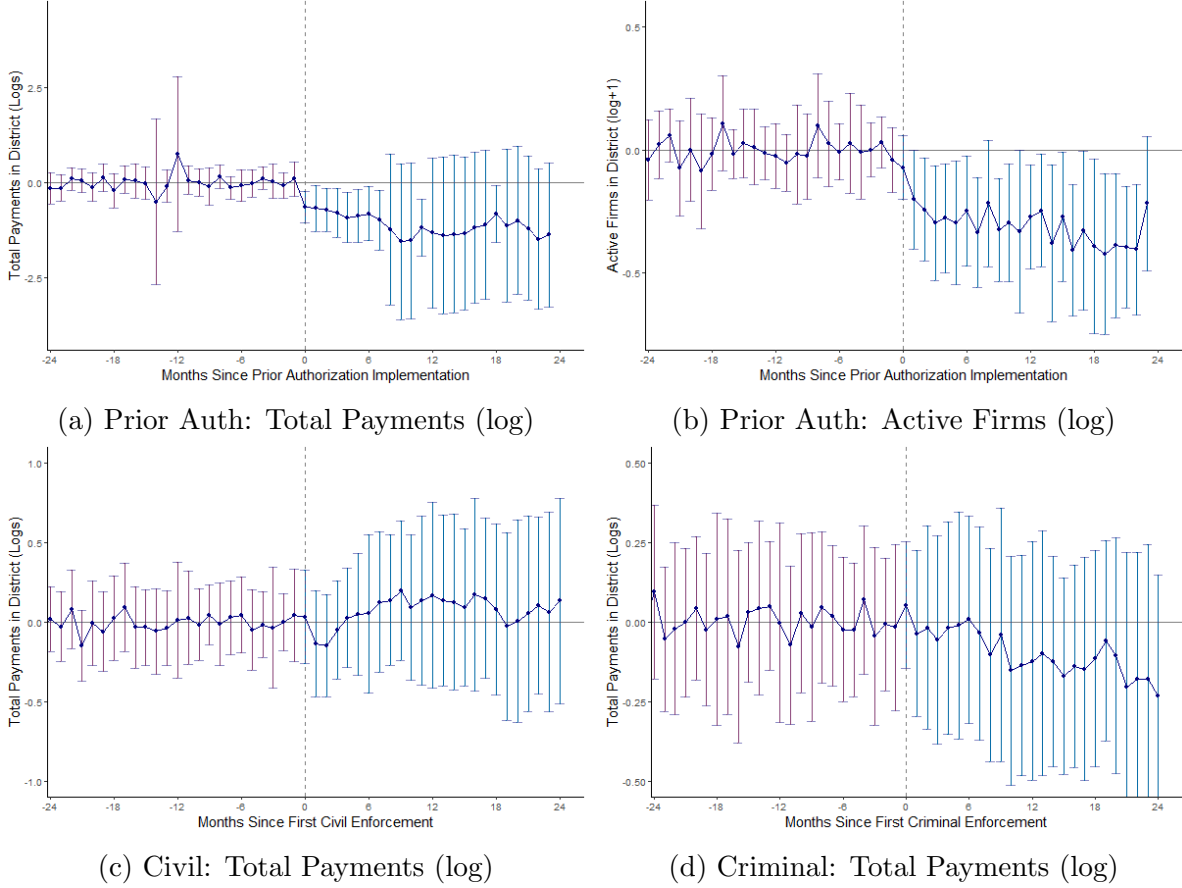 Total Payments in District (Logs)
2.5
0.0
-2.5
-24 -18 -12 -6 0 6 12 18 24
Months Since Prior Authorization Implementation
(a) Prior Auth: Total Payments (log)
Active Firms in District (log+1)
0.5
0.0
-0.5
-24 -18 -12 -6 0 6 12 18 24
Months Since Prior Authorization Implementation
(b) Prior Auth: Active Firms (log)
Total Payments in District (Logs)
1.0
0.5
0.0
-0.5
-1.0
-24 -18 -12 -6 0 6 12 18 24
Months Since First Civil Enforcement
(c) Civil: Total Payments (log)
Total Payments in District (Logs)
0.50
0.25
0.00
-0.25
-0.50
-24 -18 -12 -6 0 6 12 18 24
Months Since First Criminal Enforcement
(d) Criminal: Total Payments (log)